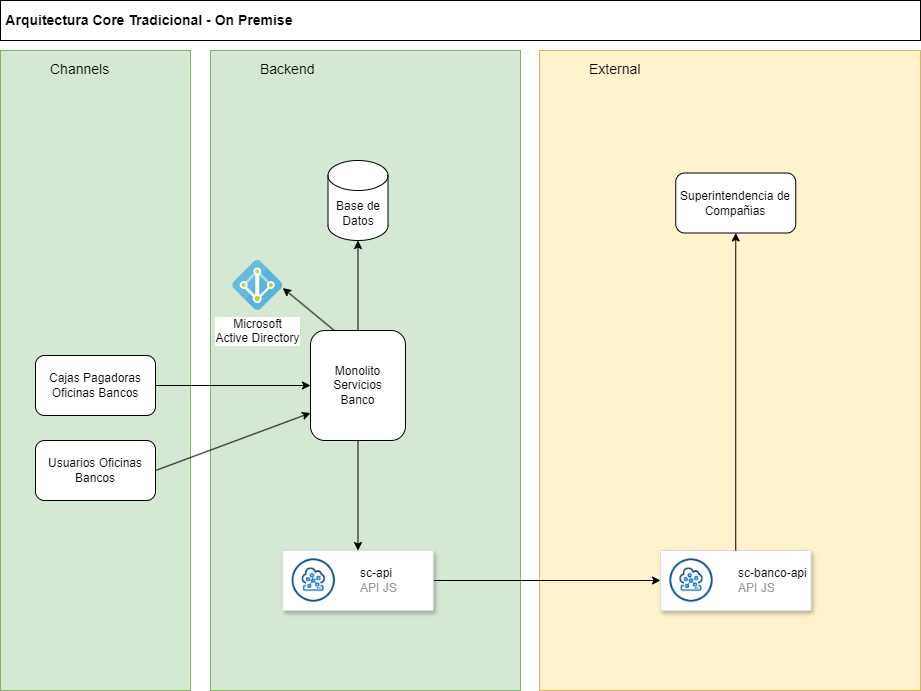 Arquitectura Core Tradicional - On Premise
Channels
Backend
External
Base de
Datos
Superintendencia de
Compañias
Microsoft
Active Directory
Monolito
Servicios
Banco
Cajas Pagadoras
Oficinas Bancos
Usuarios Oficinas
Bancos
sc-api
API JS
sc-banco-api
API JS